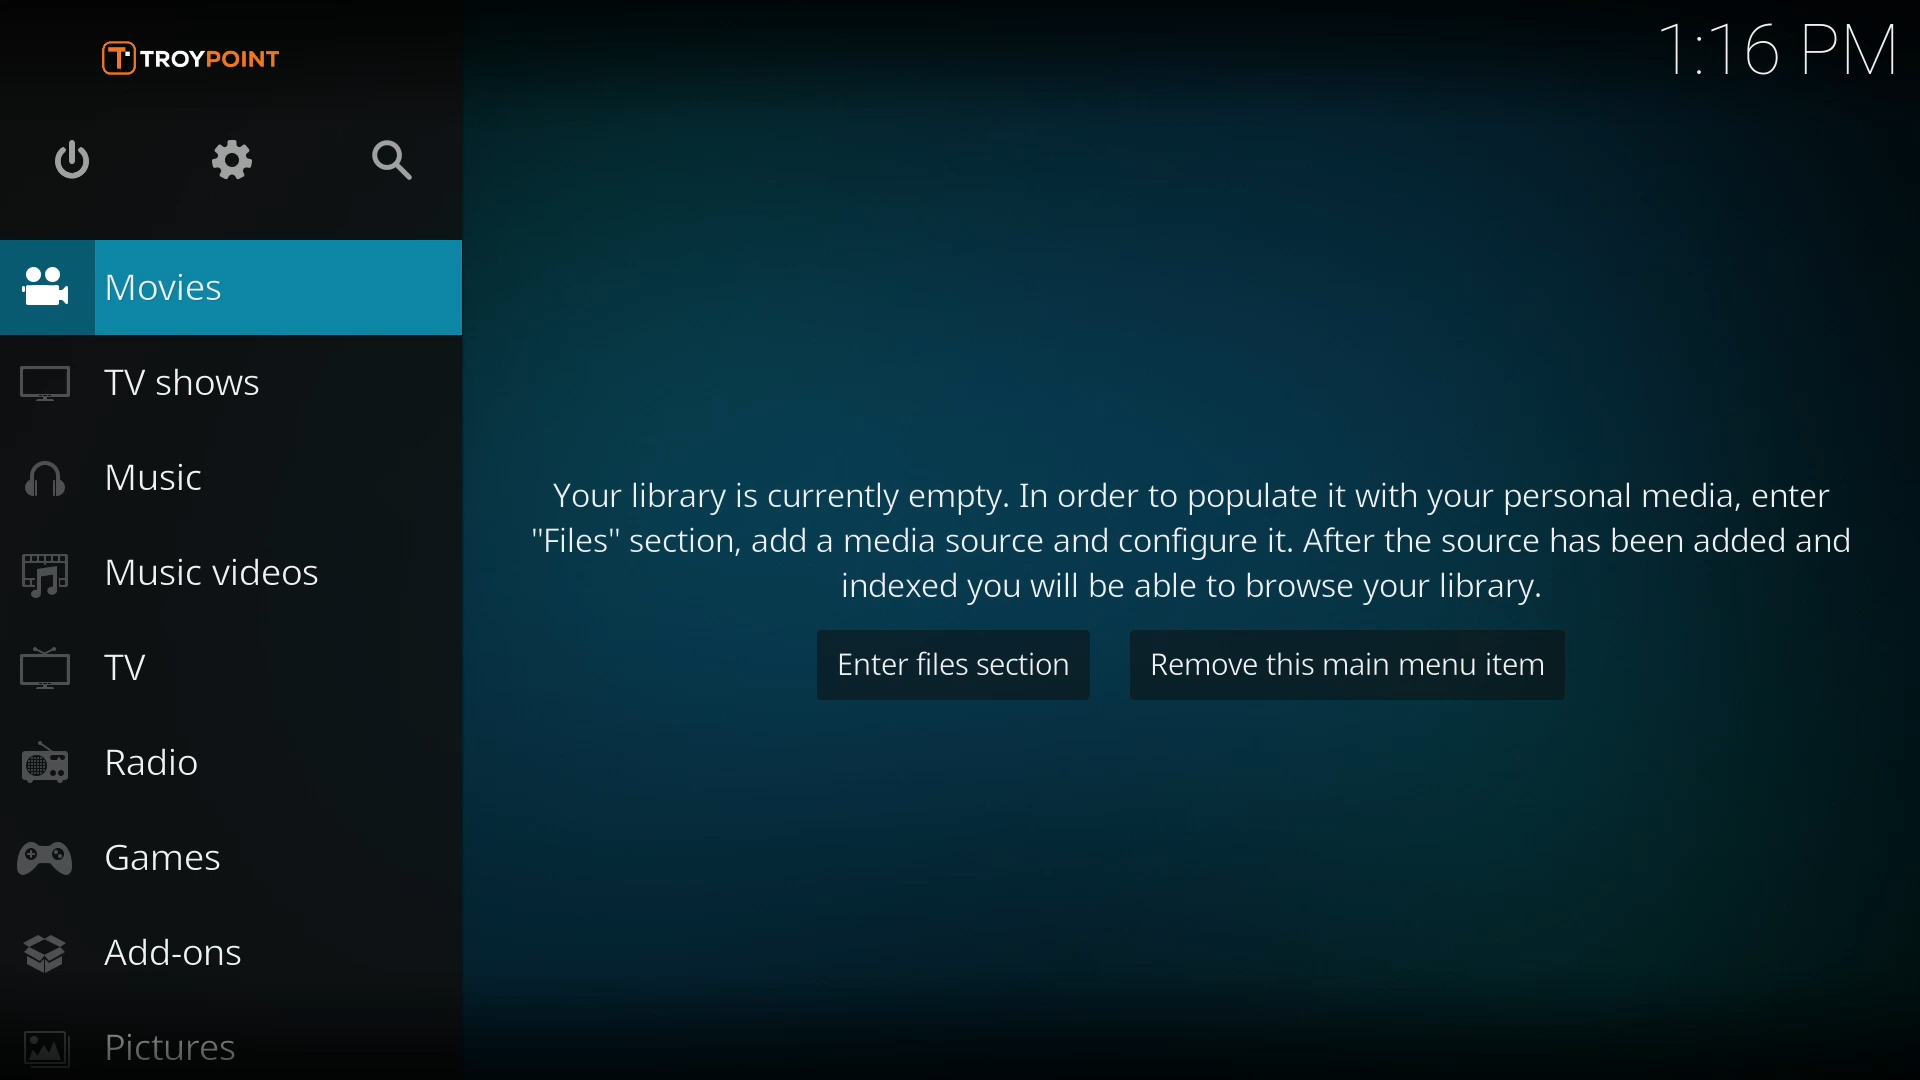 TROYPOINT
1:16 PM
Movies
TV shows
Music
Music videos
TV
Radio
Games
Add-ons
Pictures
Your library is currently empty. In order to populate it with your personal media, enter
"Files" section, add a media source and configure it. After the source has been added and
indexed you will be able to browse your library.
Enter files section
Remove this main menu item